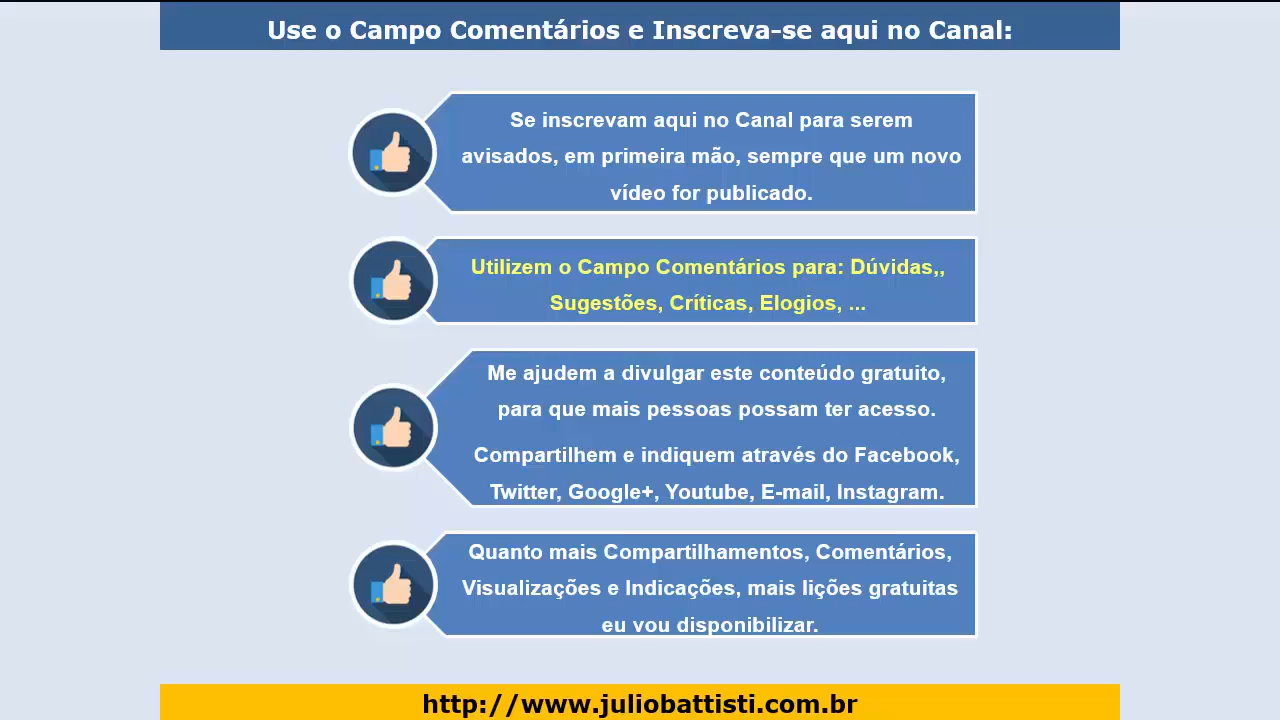 Use o Campo Comentários e Inscreva-se aqui no Canal:
Se inscrevam aqui no Canal para serem
avisados, em primeira mão, sempre que um novo
vídeo for publicado.
Utilizem o Campo Comentários para: Dúvidas,,
Sugestões, Críticas, Elogios, ...
Me ajudem a divulgar este conteúdo gratuito,
para que mais pessoas possam ter acesso.
Compartilhem e indiquem através do Facebook,
Twitter, Google+, Youtube, E-mail, Instagram.
Quanto mais Compartilhamentos, Comentários,
Visualizações e Indicações, mais lições gratuitas
eu vou disponibilizar.
http://www.juliobattisti.com.br